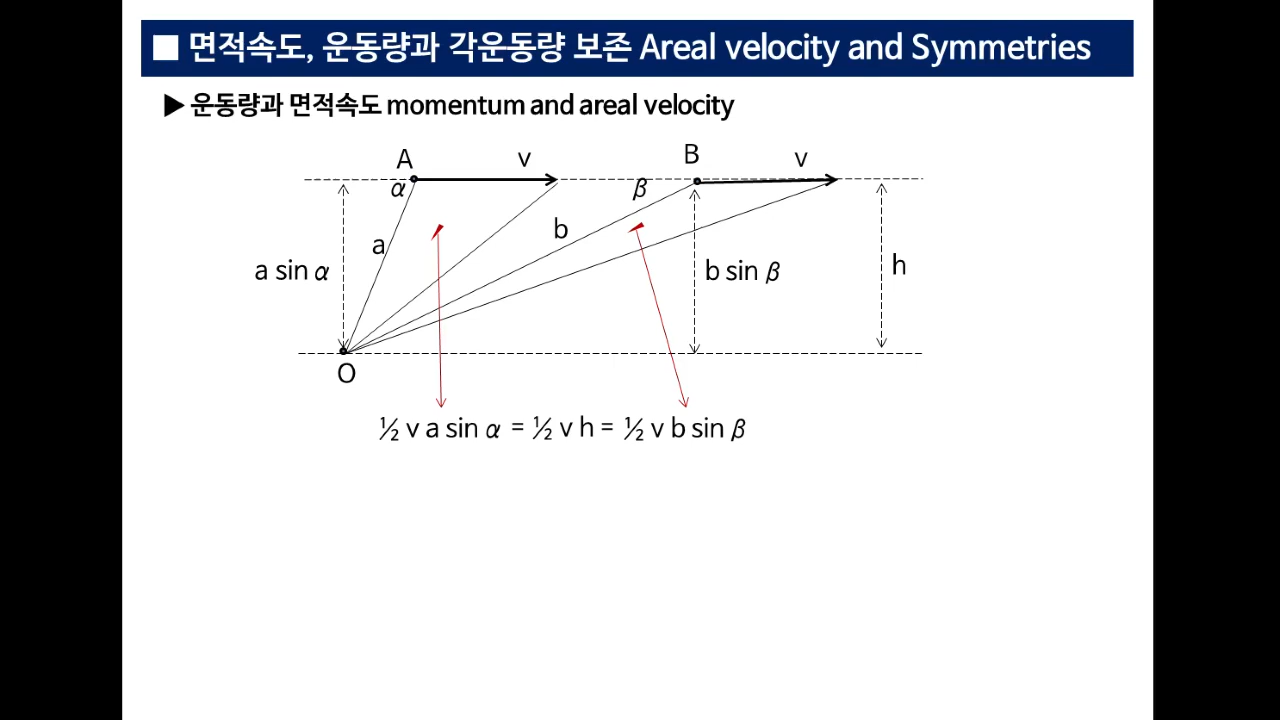 ■ 면적속도, 운동량과 각운동량 보존 Areal velocity and Symmetries
▶ 운동량과 면적속도 momentum and areal velocity
A v B v
α β
a b
a sin α b sin β h
O
½ v a sin α = ½ v h = ½ v b sin β